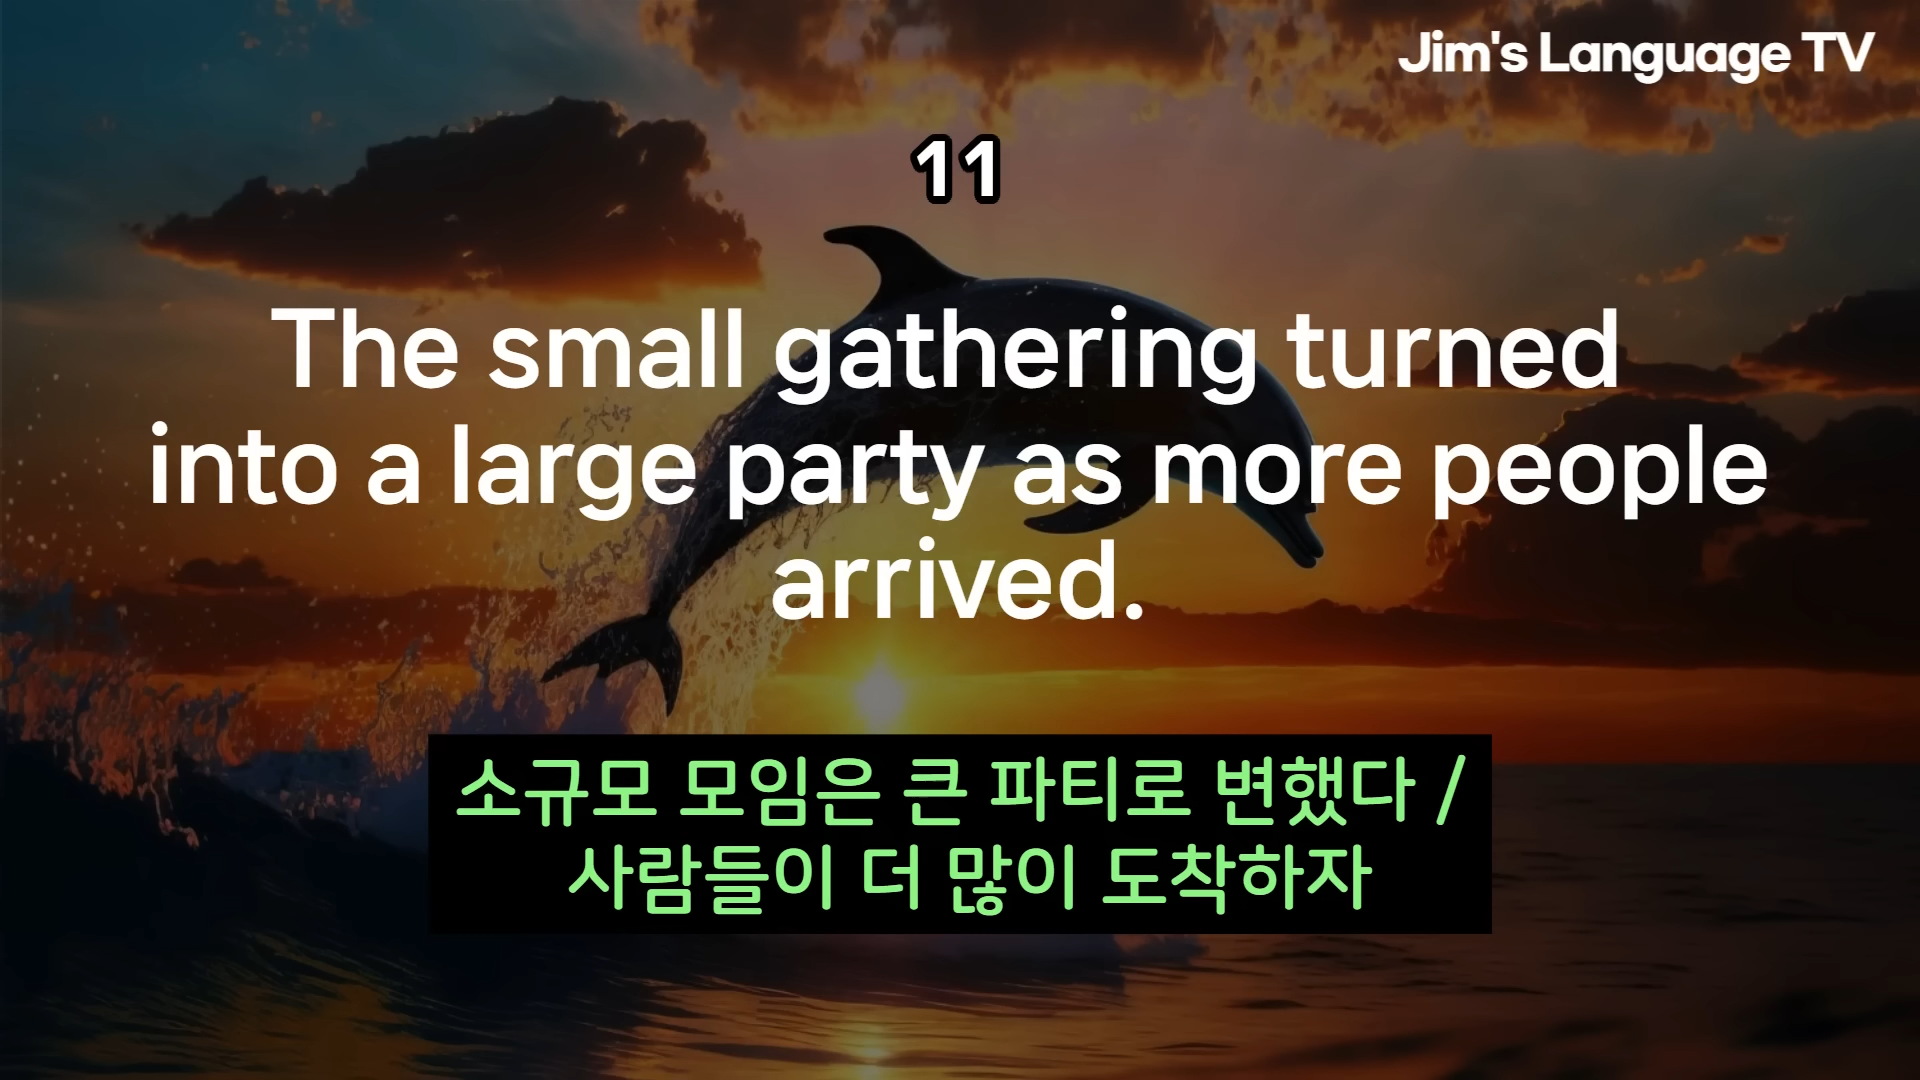 Jim's Language TV
11
The small gathering turned
into a large party as more people
arrived.
소규모 모임은 큰 파티로 변했다 /
사람들이 더 많이 도착하자